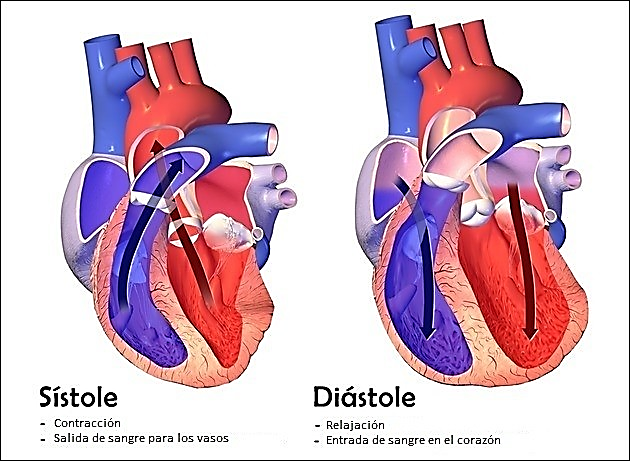 Sístole
- Contracción
- Salida de sangre para los vasos
Diástole
- Relajación
- Entrada de sangre en el corazón